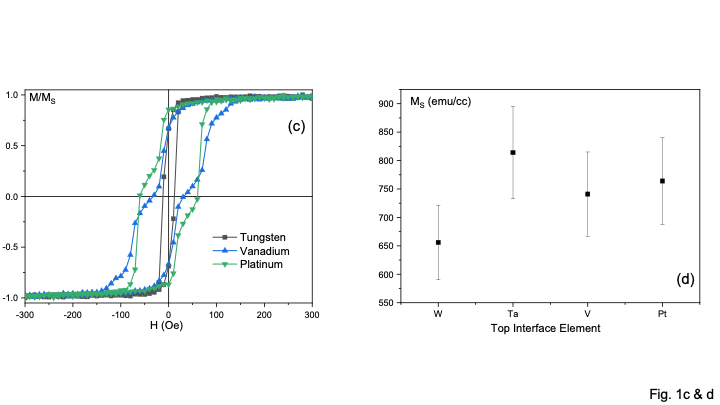 M/MS
(c)
1.0
0.5
0.0
-0.5
-1.0
Tungsten
Vanadium
Platinum
-300 -200 -100 0 100 200 300
H (Oe)
MS (emu/cc)
900
850
800
750
700
650
600
550
(d)
W Ta V Pt
Top Interface Element
Fig. 1c & d